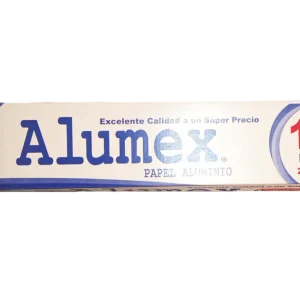 Excelente Calidad a un Super Precio
Alumex®
PAPEL ALUMINIO